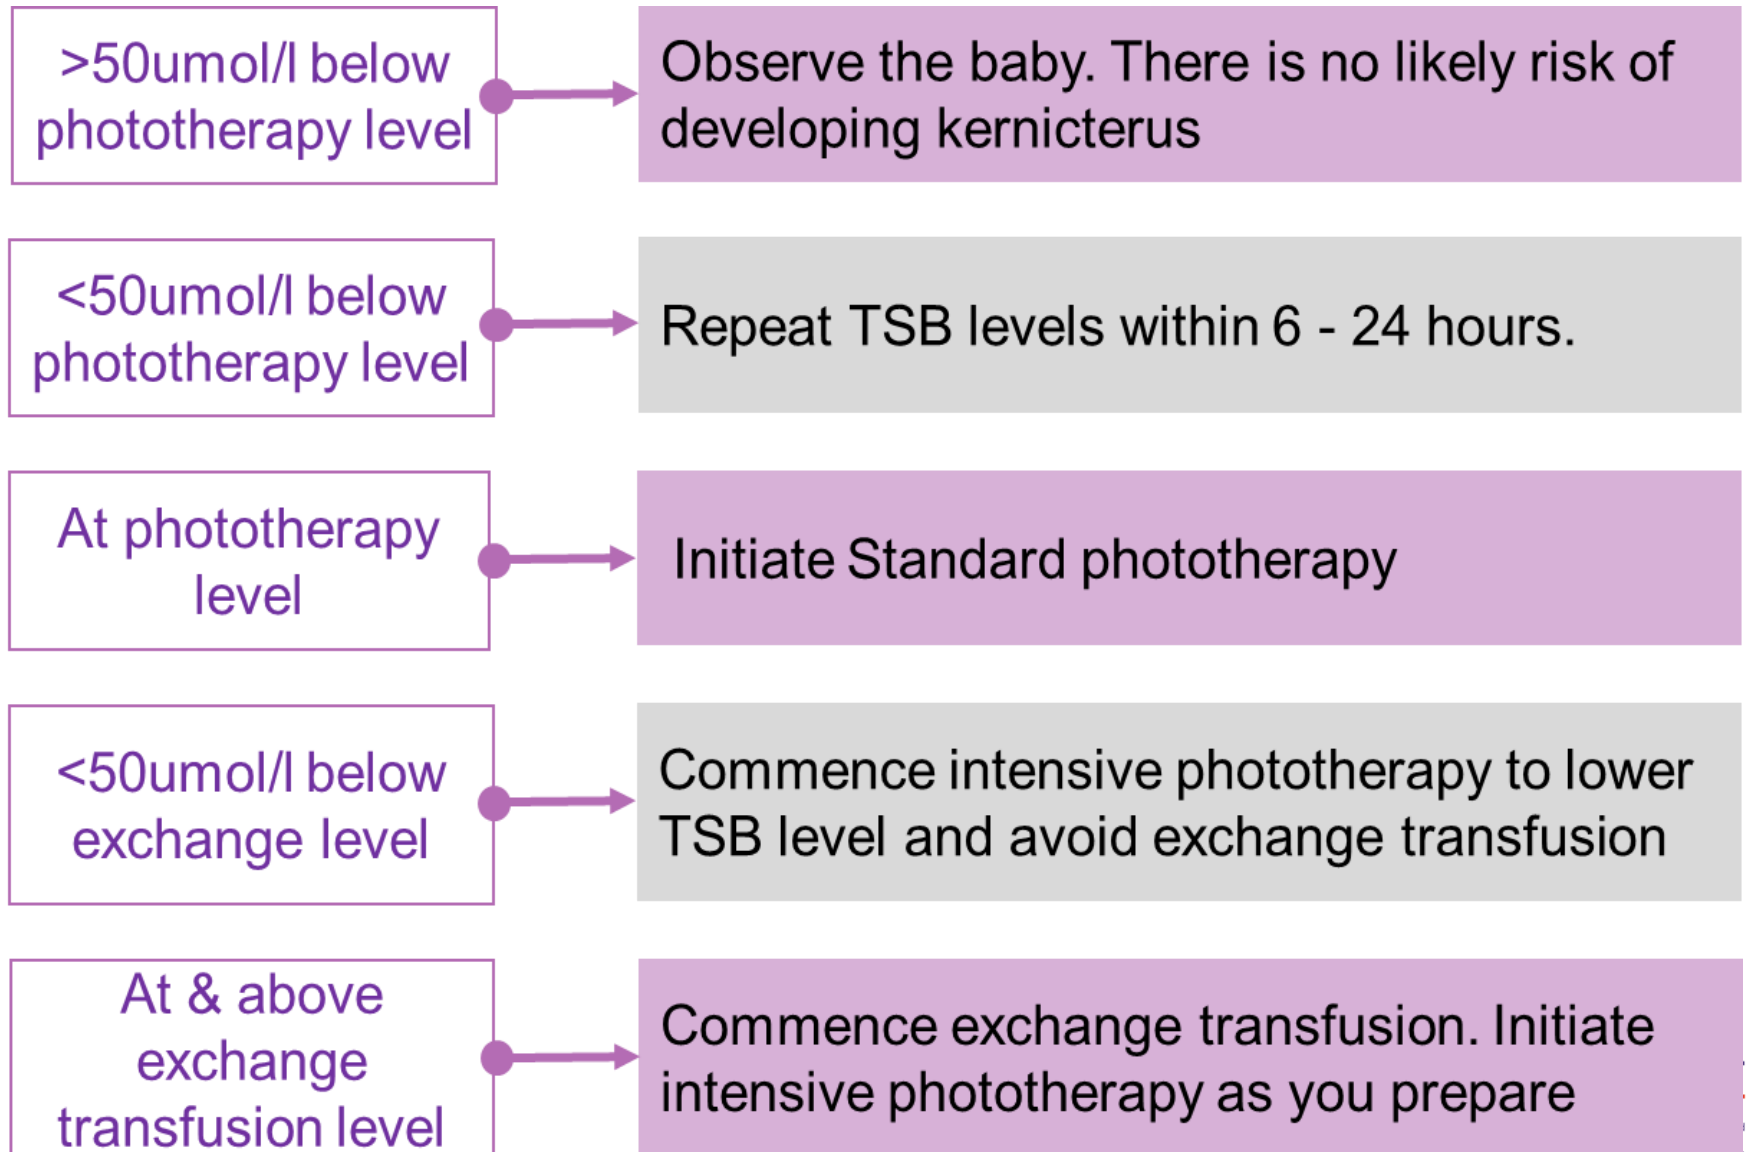 >50umol/l below
phototherapy level
Observe the baby. There is no likely risk of
developing kernicterus
<50umol/l below
phototherapy level
Repeat TSB levels within 6 - 24 hours.
At phototherapy
level
Initiate Standard phototherapy
<50umol/l below
exchange level
Commence intensive phototherapy to lower
TSB level and avoid exchange transfusion
At & above
exchange
transfusion level
Commence exchange transfusion. Initiate
intensive phototherapy as you prepare